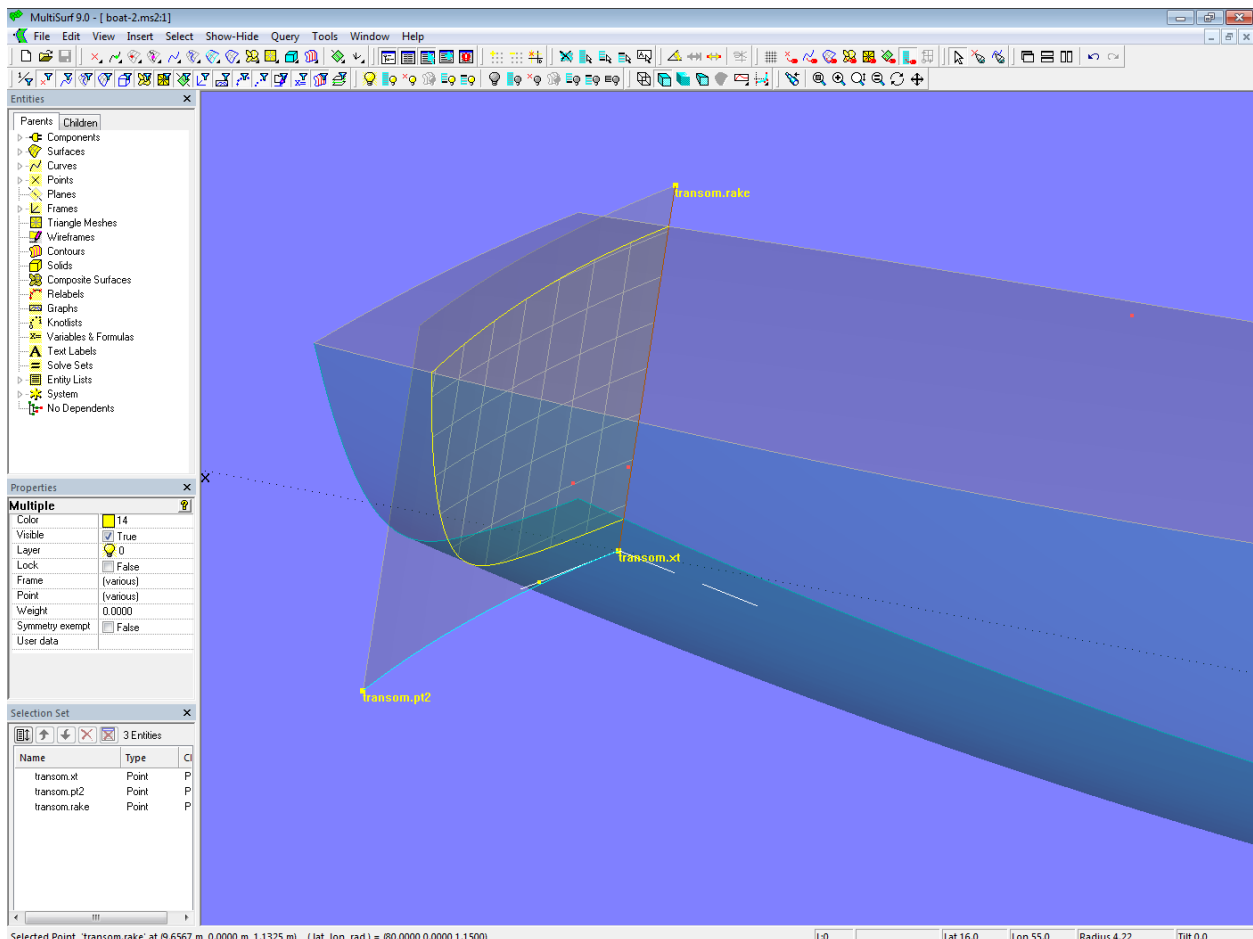 MultiSurf 9.0 - [ boat-2.ms2:1]
File Edit View Insert Select Show-Hide Query Tools Window Help
Entities
Parents Children
Components
Surfaces
Curves
Points
Planes
Frames
Triangle Meshes
Wireframes
Contours
Solids
Composite Surfaces
Relabels
Graphs
Knotlists
Variables & Formulas
Text Labels
Solve Sets
Entity Lists
System
No Dependents
Properties
Multiple
Color 14
Visible True
Layer 0
Lock False
Frame (various)
Point (various)
Weight 0.0000
Symmetry exempt False
User data
Selection Set
3 Entities
Name Type Cl
transom.xt Point P
transom.pt2 Point P
transom.rake Point P
transom.rake
X
transom.xt
transom.pt2
Selected Point 'transom.rake' at (9.6567 m, 0.0000 m, 1.1325 m) (lat, lon, rad ) = (80.0000,0.0000,1.1500)
L:0 Lat 16.0 Lon 55.0 Radius 4.22 Tilt 0.0